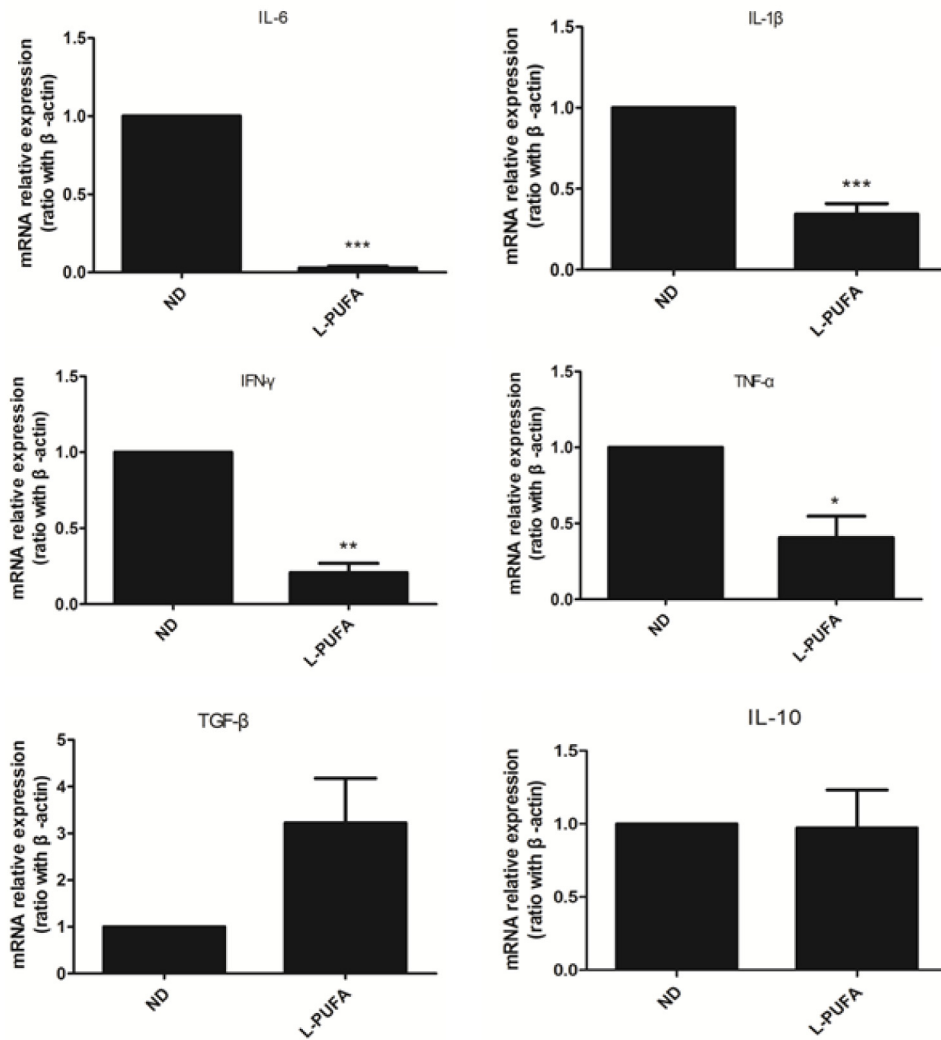 IL-6
mRNA relative expression
(ratio with β -actin)
1.5
1.0
0.5
0.0
***
ND
L-PUFA
IL-1β
mRNA relative expression
(ratio with β -actin)
1.5
1.0
0.5
0.0
***
ND
L-PUFA
IFN-γ
mRNA relative expression
(ratio with β -actin)
1.5
1.0
0.5
0.0
**
ND
L-PUFA
TNF-α
mRNA relative expression
(ratio with β -actin)
1.5
1.0
0.5
0.0
*
ND
L-PUFA
TGF-β
mRNA relative expression
(ratio with β -actin)
5
4
3
2
1
0
ND
L-PUFA
IL-10
mRNA relative expression
(ratio with β -actin)
1.5
1.0
0.5
0.0
ND
L-PUFA